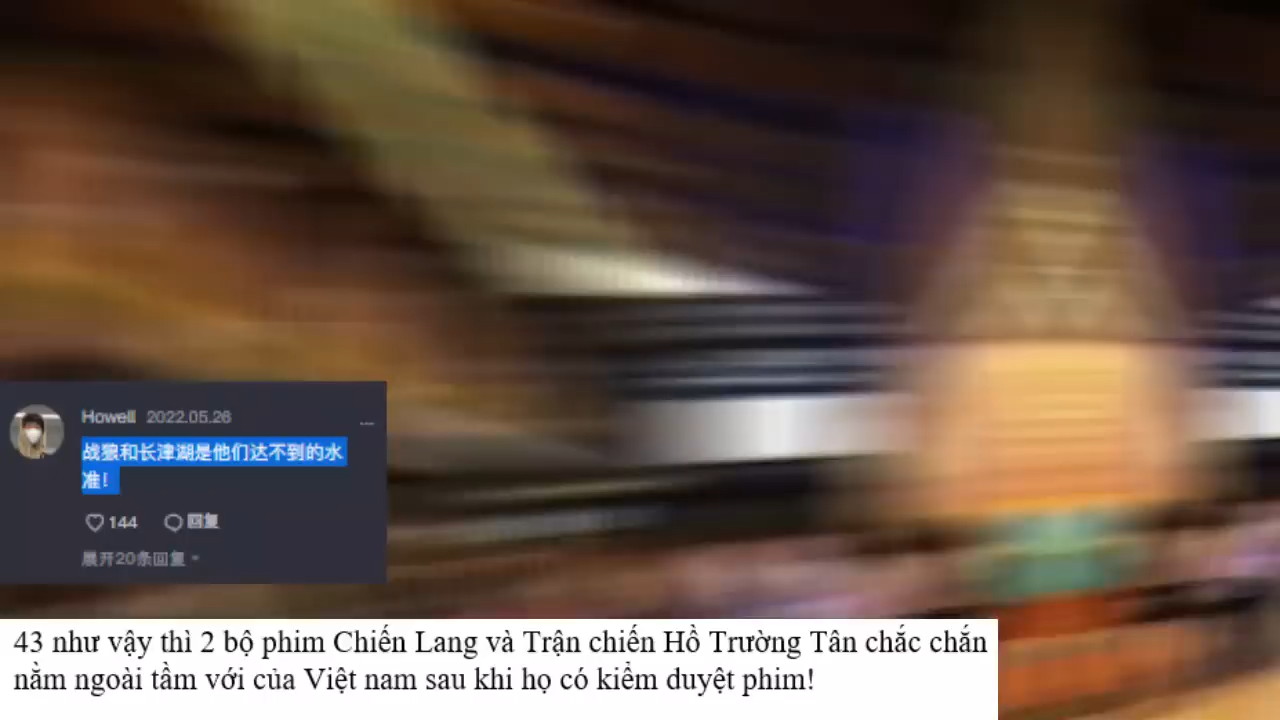 Howell 2022.05.26
...
战狼和长津湖是他们达不到的水
准!
144 回复
展开20条回复
43 như vậy thì 2 bộ phim Chiến Lang và Trận chiến Hồ Trường Tân chắc chắn
nằm ngoài tầm với của Việt nam sau khi họ có kiểm duyệt phim!